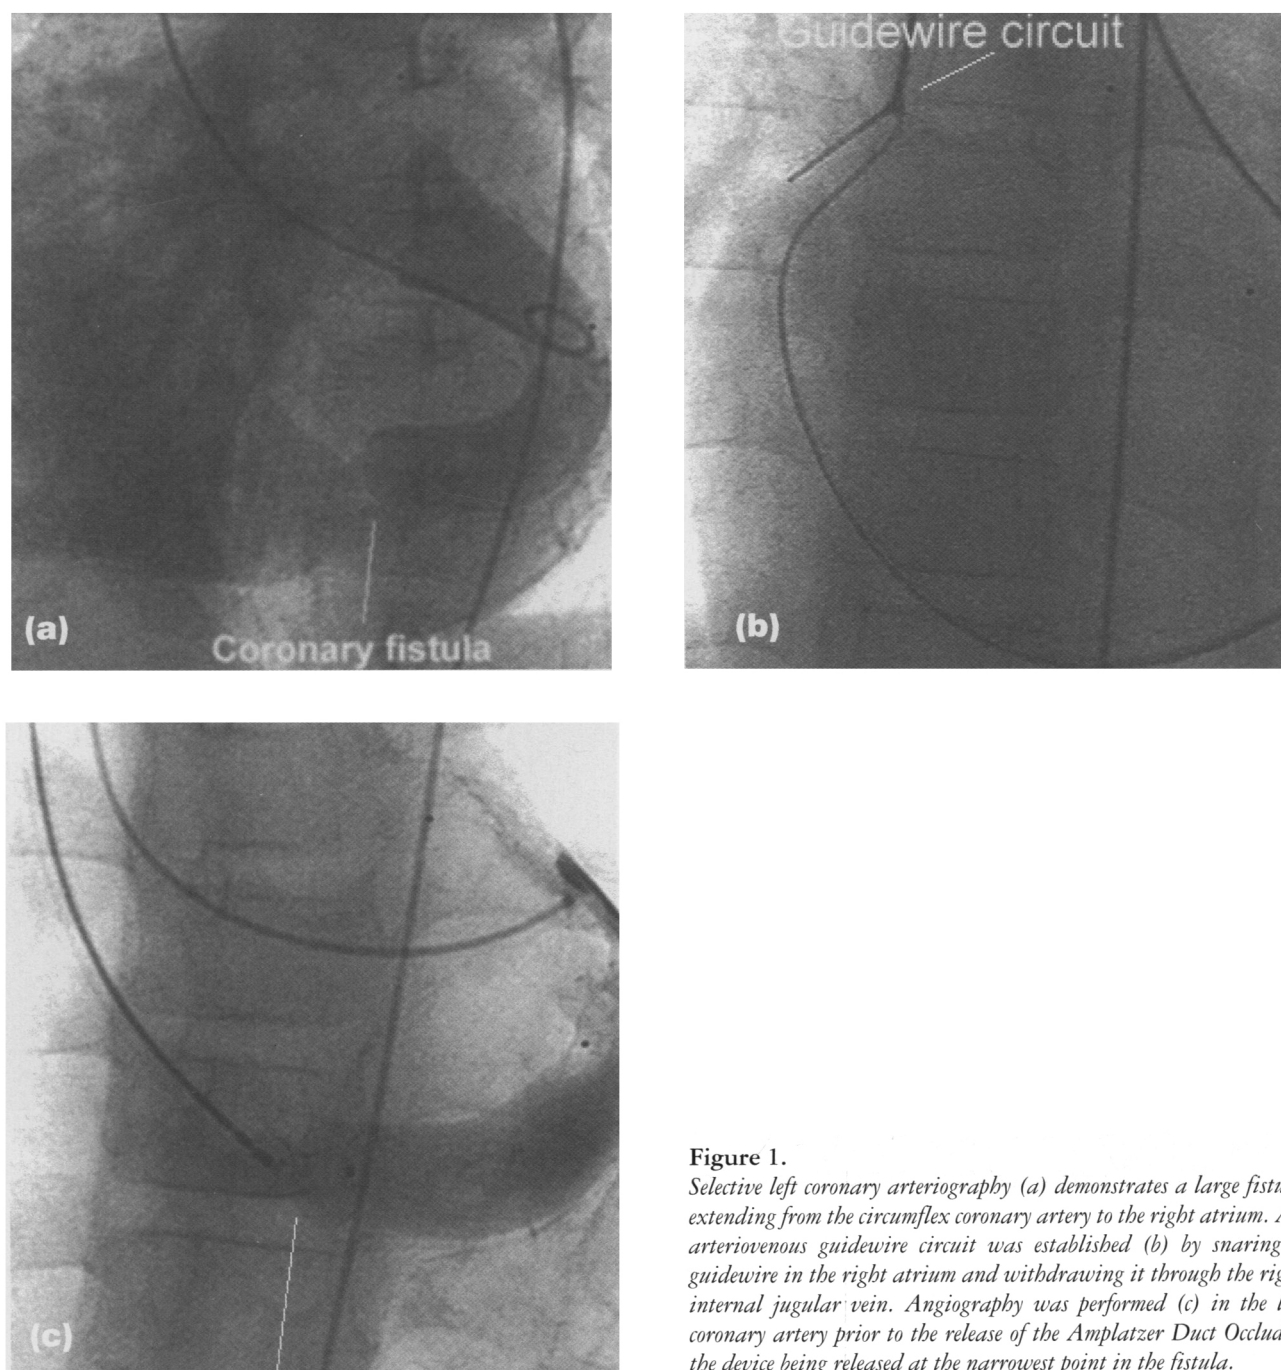 Guidewire circuit
(a)
Coronary fistula
(b)
(c)
Figure 1.
Selective left coronary arteriography (a) demonstrates a large fistu
extending from the circumflex coronary artery to the right atrium. A
arteriovenous guidewire circuit was established (b) by snaring
guidewire in the right atrium and withdrawing it through the rig
internal jugular vein. Angiography was performed (c) in the l
coronary artery prior to the release of the Amplatzer Duct Occlud
the device being released at the narrowest point in the fistula.